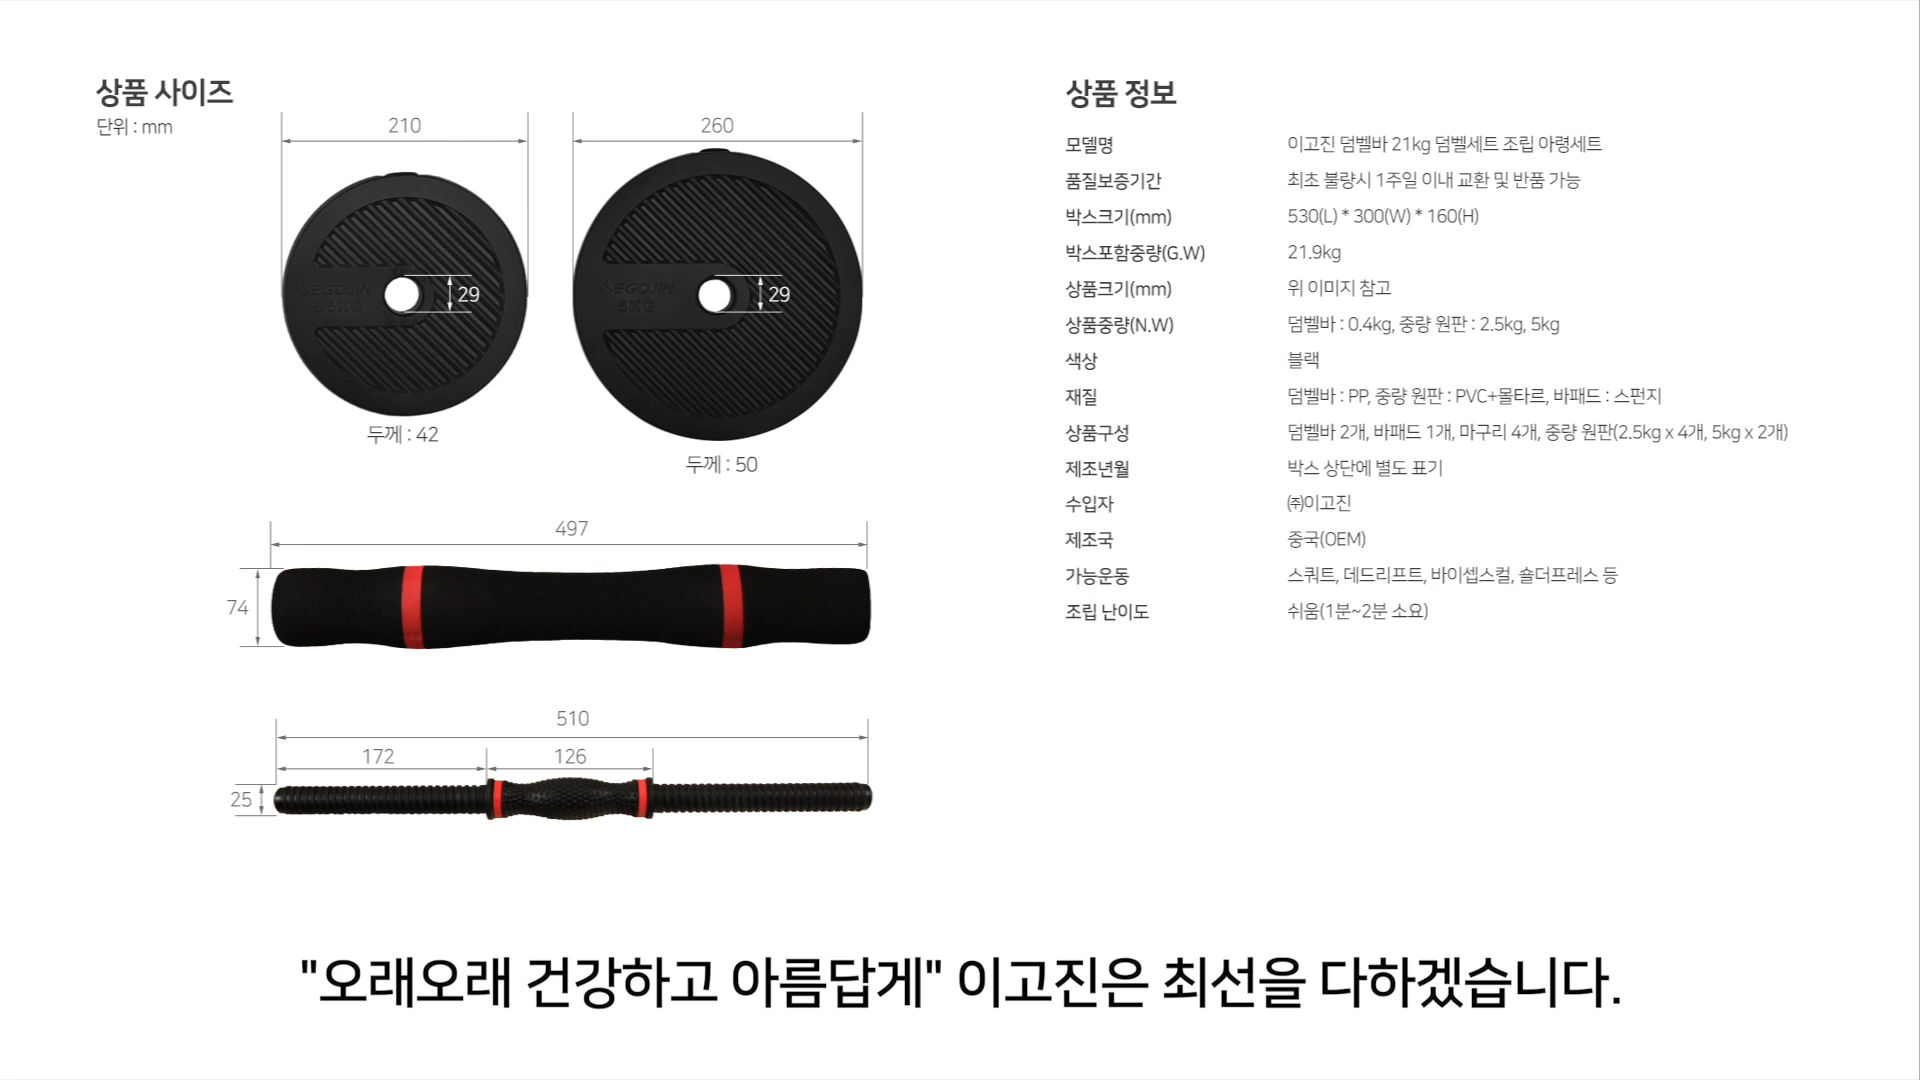 상품 사이즈
단위 : mm
210
260
EGOJIN
2.5KG
29
EGOJIN
5KG
29
두께 : 42
두께 : 50
497
74
510
172
126
25
상품 정보
모델명 이고진 덤벨바 21kg 덤벨세트 조립 아령세트
품질보증기간 최초 불량시 1주일 이내 교환 및 반품 가능
박스크기(mm) 530(L) * 300(W) * 160(H)
박스포함중량(G.W) 21.9kg
상품크기(mm) 위 이미지 참고
상품중량(N.W) 덤벨바 : 0.4kg, 중량 원판 : 2.5kg, 5kg
색상 블랙
재질 덤벨바 : PP, 중량 원판 : PVC+몰타르, 바패드 : 스펀지
상품구성 덤벨바 2개, 바패드 1개, 마구리 4개, 중량 원판(2.5kg x 4개, 5kg x 2개)
제조년월 박스 상단에 별도 표기
수입자 ㈜이고진
제조국 중국(OEM)
가능운동 스쿼트, 데드리프트, 바이셉스컬, 숄더프레스 등
조립 난이도 쉬움(1분~2분 소요)
"오래오래 건강하고 아름답게" 이고진은 최선을 다하겠습니다.